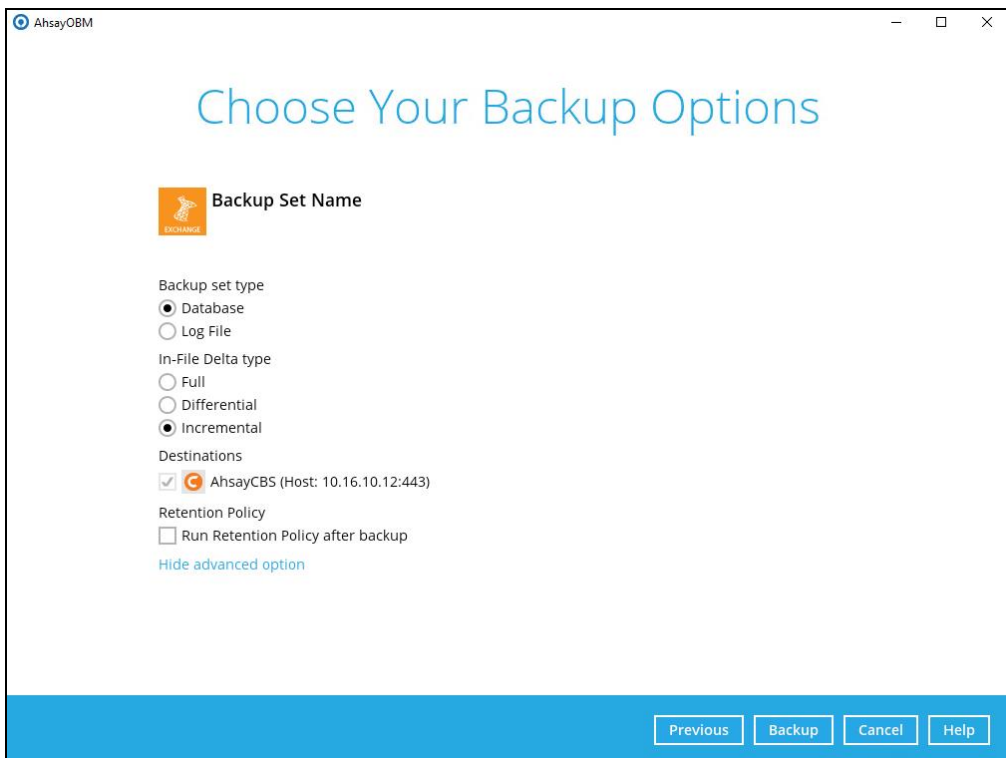 AhsayOBM
Choose Your Backup Options
Backup Set Name
EXCHANGE
Backup set type
Database
Log File
In-File Delta type
Full
Differential
Incremental
Destinations
AhsayCBS (Host: 10.16.10.12:443)
Retention Policy
Run Retention Policy after backup
Hide advanced option
Previous Backup Cancel Help